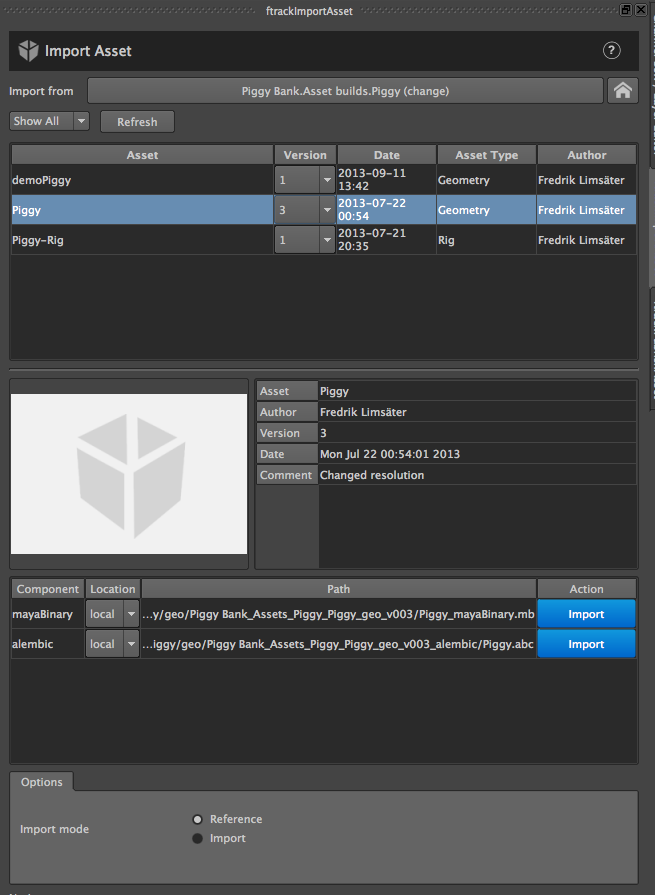 ftrackImportAsset
Import Asset ?
Import from Piggy Bank.Asset builds.Piggy (change)
Show All Refresh
Asset Version Date Asset Type Author
demoPiggy 1 2013-09-11 13:42 Geometry Fredrik Limsäter
Piggy 3 2013-07-22 00:54 Geometry Fredrik Limsäter
Piggy-Rig 1 2013-07-21 20:35 Rig Fredrik Limsäter
Asset Piggy
Author Fredrik Limsäter
Version 3
Date Mon Jul 22 00:54:01 2013
Comment Changed resolution
Component Location Path Action
mayaBinary local ...y/geo/Piggy Bank_Assets_Piggy_Piggy_geo_v003/Piggy_mayaBinary.mb Import
alembic local ...iggy/geo/Piggy Bank_Assets_Piggy_Piggy_geo_v003_alembic/Piggy.abc Import
Options
Import mode Reference
Import